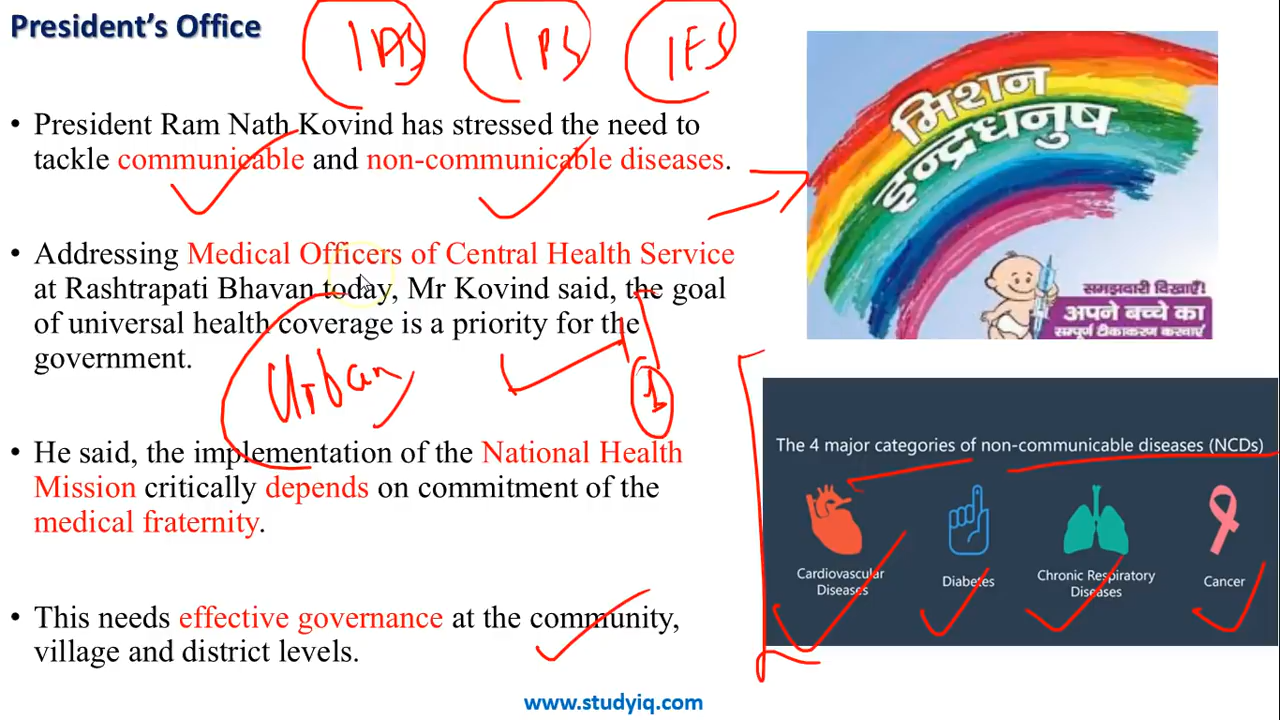 President's Office
IAS IPS IFS
• President Ram Nath Kovind has stressed the need to
tackle communicable and non-communicable diseases.
• Addressing Medical Officers of Central Health Service
at Rashtrapati Bhavan today, Mr Kovind said, the goal
of universal health coverage is a priority for the
government.
Urban
1
• He said, the implementation of the National Health
Mission critically depends on commitment of the
medical fraternity.
• This needs effective governance at the community,
village and district levels.
मिशन
इन्द्रधनुष
समझदारी दिखाएँ!
अपने बच्चे का
सम्पूर्ण टीकाकरण करवाएं
The 4 major categories of non-communicable diseases (NCDs)
Cardiovascular
Diseases
Diabetes
Chronic Respiratory
Diseases
Cancer
www.studyiq.com